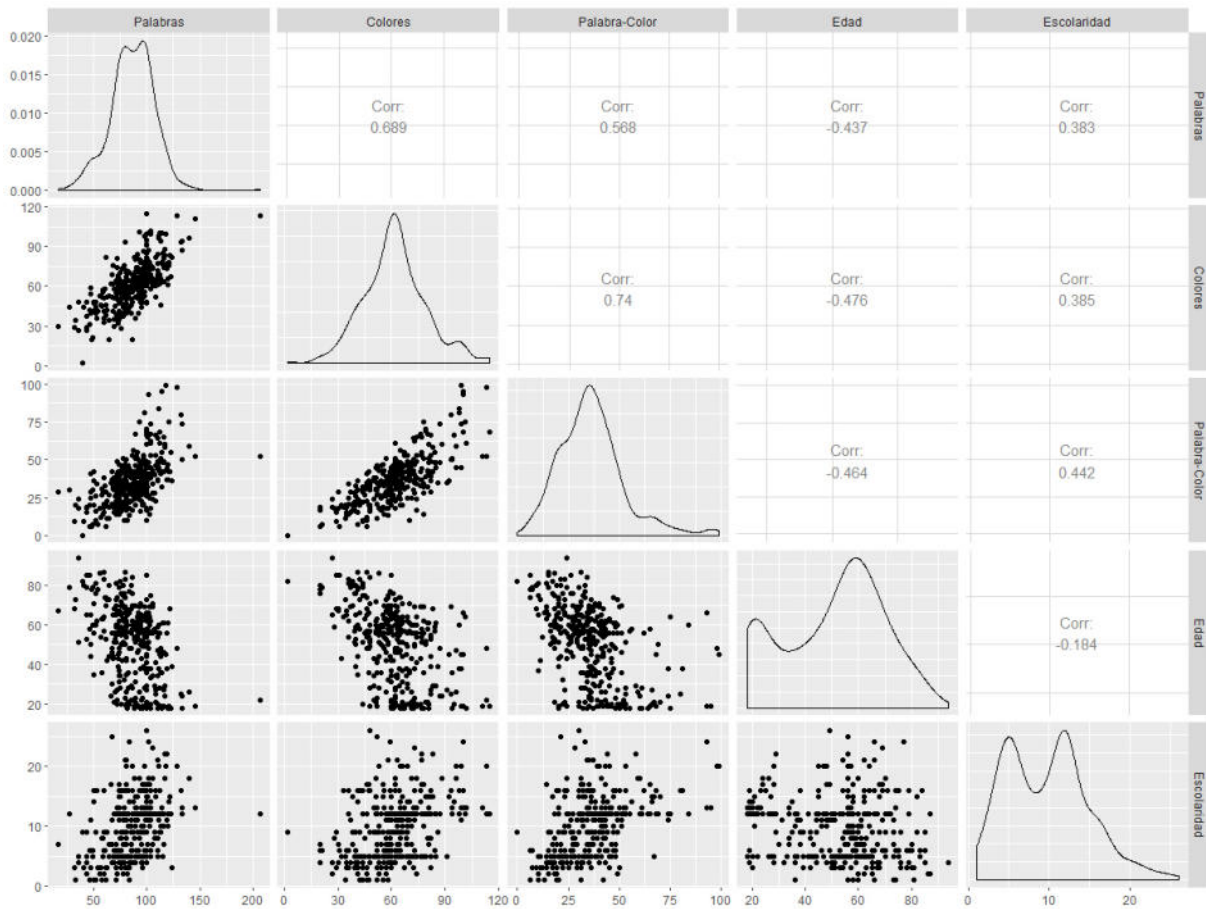 Palabras Colores Palabra-Color Edad Escolaridad
0.020
0.015
0.010
0.005
0.000
Corr:
0.689
Corr:
0.568
Corr:
-0.437
Corr:
0.383
Palabras
120
90
60
30
0
Corr:
0.74
Corr:
-0.476
Corr:
0.385
Colores
100
75
50
25
0
Corr:
-0.464
Corr:
0.442
Palabra-Color
80
60
40
20
Corr:
-0.184
Edad
20
10
0
Escolaridad
50 100 150 200
0 30 60 90 120
0 25 50 75 100
20 40 60 80
0 10 20